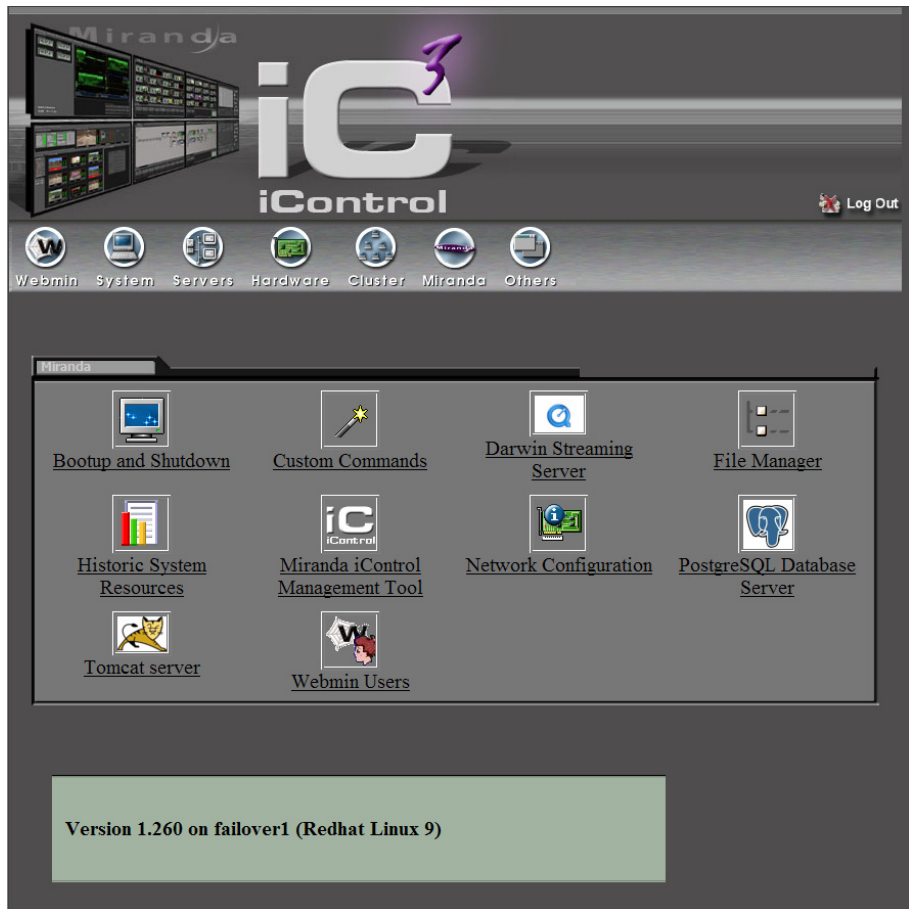 Miranda
iC3
iControl
Log Out
Webmin System Servers Hardware Cluster Miranda Others
Miranda
Bootup and Shutdown
Custom Commands
Darwin Streaming
Server
File Manager
Historic System
Resources
iC
iControl
Miranda iControl
Management Tool
Network Configuration
PostgreSQL Database
Server
Tomcat server
Webmin Users
Version 1.260 on failover1 (Redhat Linux 9)